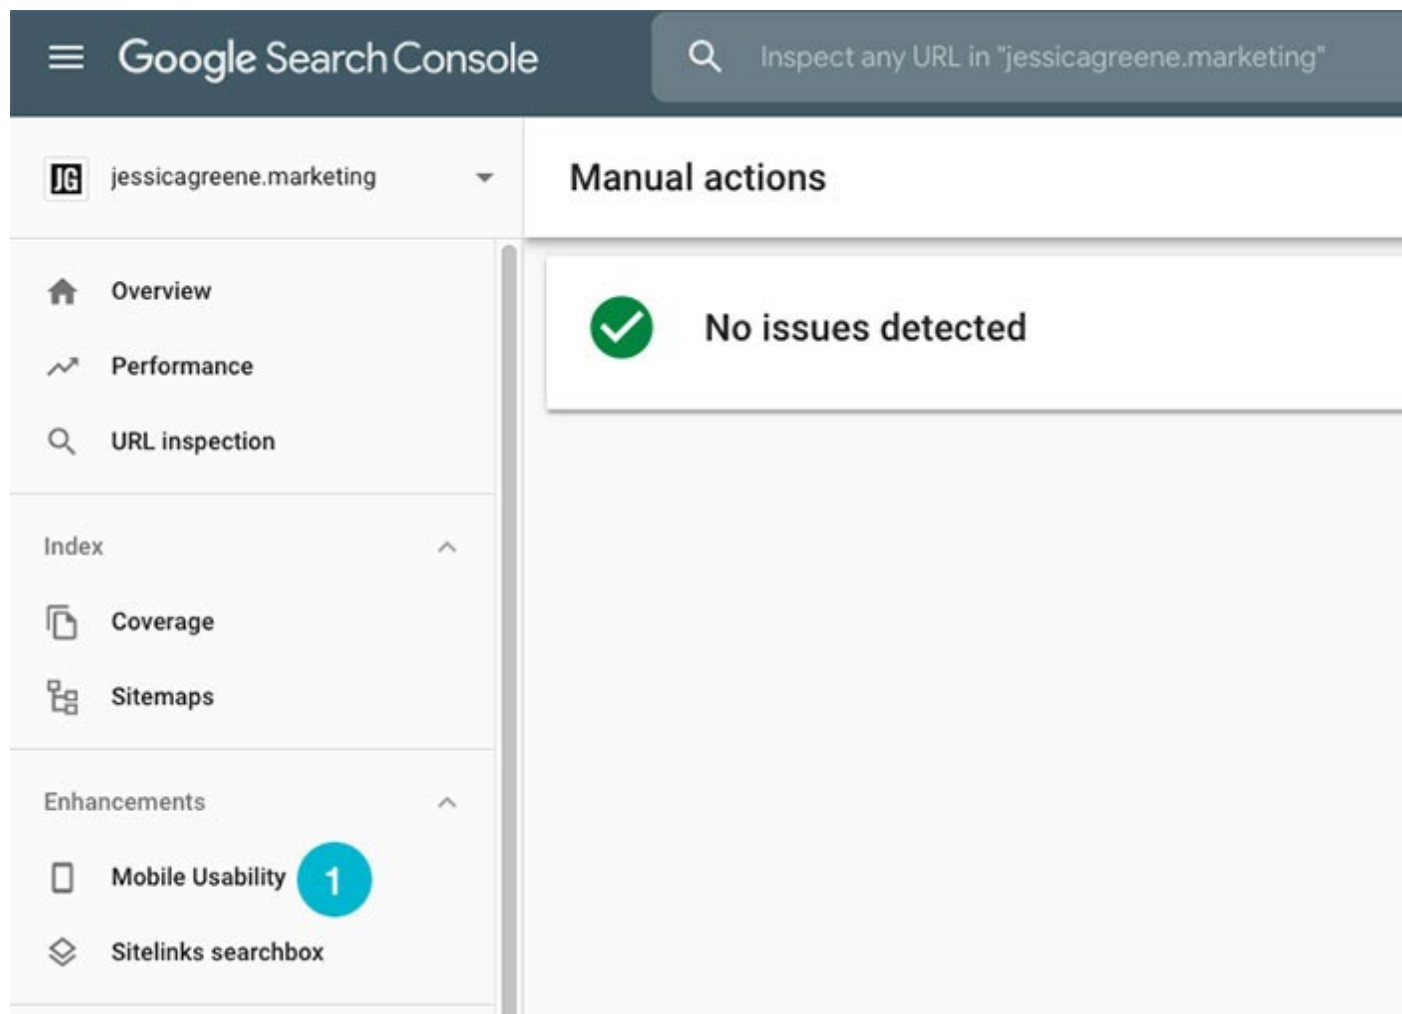 Google Search Console
Inspect any URL in "jessicagreene.marketing"
JG
jessicagreene.marketing
Manual actions
Overview
Performance
URL inspection
No issues detected
Index
Coverage
Sitemaps
Enhancements
Mobile Usability
1
Sitelinks searchbox